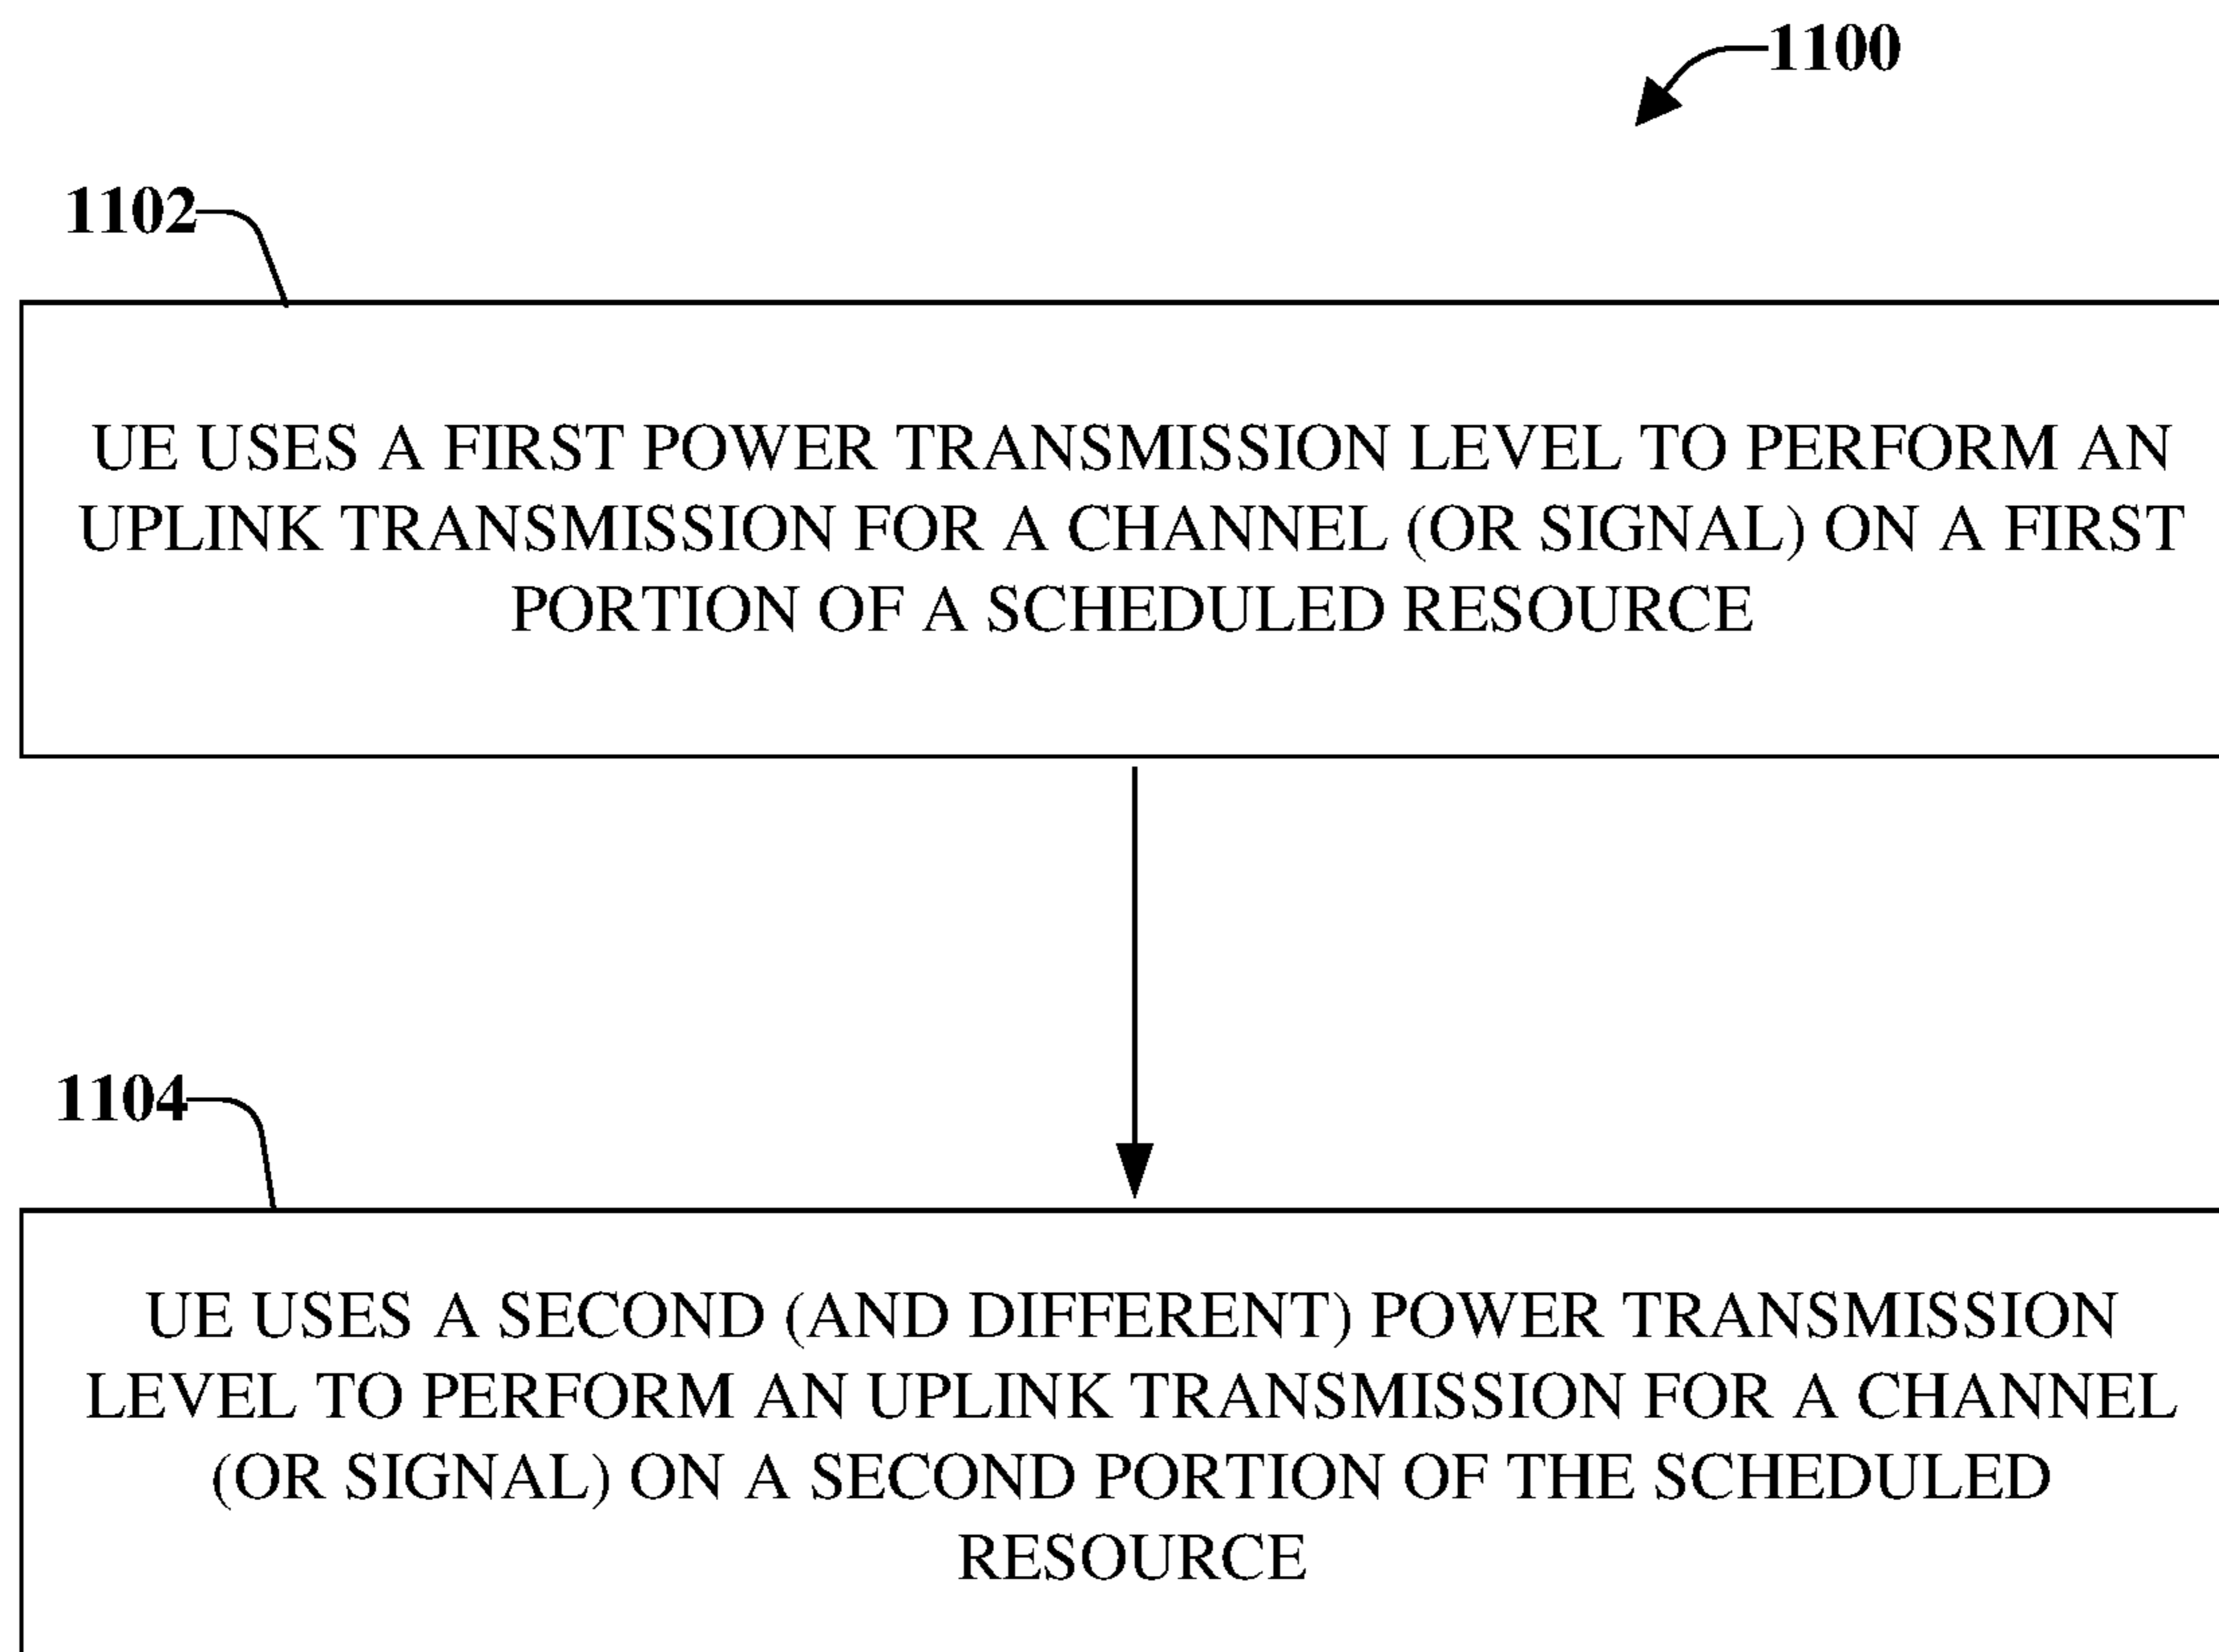 1100
1102
UE USES A FIRST POWER TRANSMISSION LEVEL TO PERFORM AN
UPLINK TRANSMISSION FOR A CHANNEL (OR SIGNAL) ON A FIRST
PORTION OF A SCHEDULED RESOURCE
1104
UE USES A SECOND (AND DIFFERENT) POWER TRANSMISSION
LEVEL TO PERFORM AN UPLINK TRANSMISSION FOR A CHANNEL
(OR SIGNAL) ON A SECOND PORTION OF THE SCHEDULED
RESOURCE